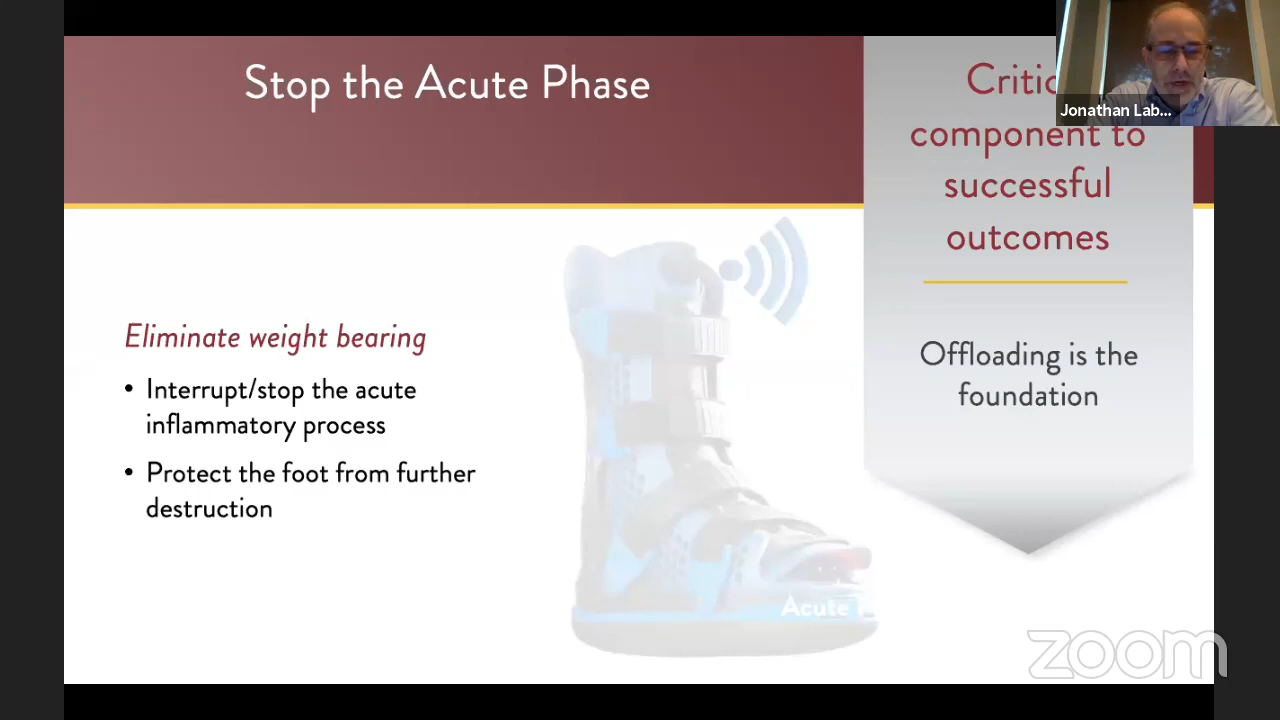 Stop the Acute Phase
component to
successful
outcomes
Offloading is the
foundation
Eliminate weight bearing
• Interrupt/stop the acute
inflammatory process
• Protect the foot from further
destruction
Acute
Jonathan Lab...
zoom